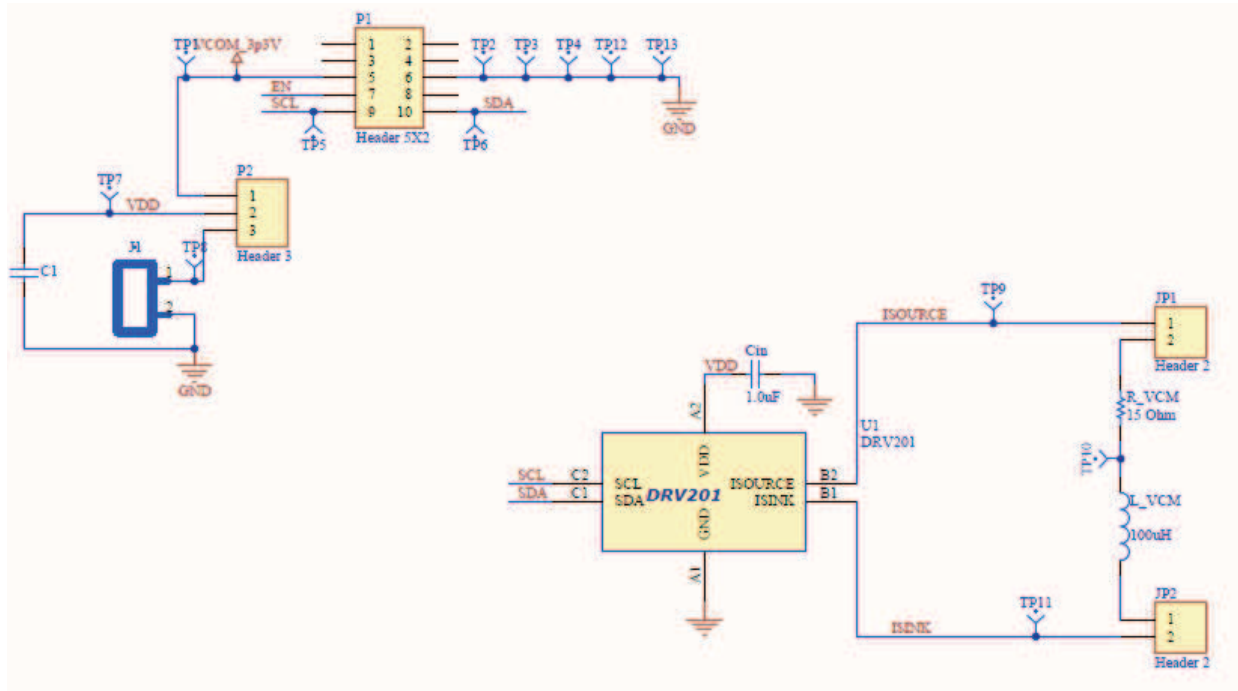 P1
TP1
VCOM_3p3V
1 2
TP2 TP3 TP4 TP12 TP13
3 4
5 6
EN 7 8
SCL 9 10 SDA
GND
TP5
Header 5X2
TP6
P2
TP7
VDD
1
2
3
Header 3
TP8
C1
1
2
GND
TP9
JP1
ISOURCE
1
2
Header 2
Cin
VDD
1.0uF
A2
R_VCM
15 Ohm
U1
DRV201
TP10
VDD
SCL C2 SCL
ISOURCE B2
SDA C1 SDA
DRV201
ISINK B1
L_VCM
100uH
GND
A1
TP11
JP2
ISINK
1
2
Header 2